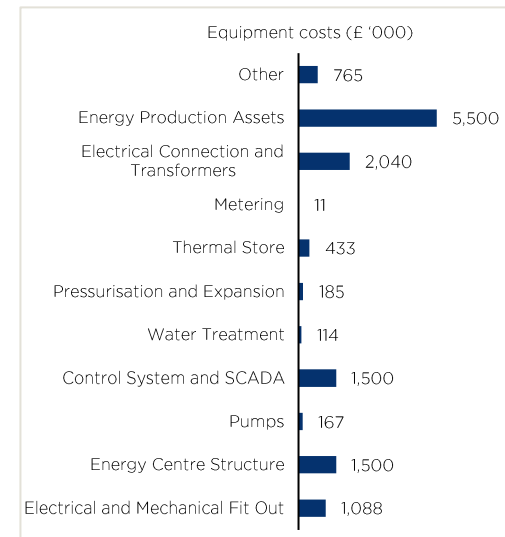 Equipment costs (£ ‘000)
Other 765
Energy Production Assets 5,500
Electrical Connection and
Transformers 2,040
Metering 11
Thermal Store 433
Pressurisation and Expansion 185
Water Treatment 114
Control System and SCADA 1,500
Pumps 167
Energy Centre Structure 1,500
Electrical and Mechanical Fit Out 1,088